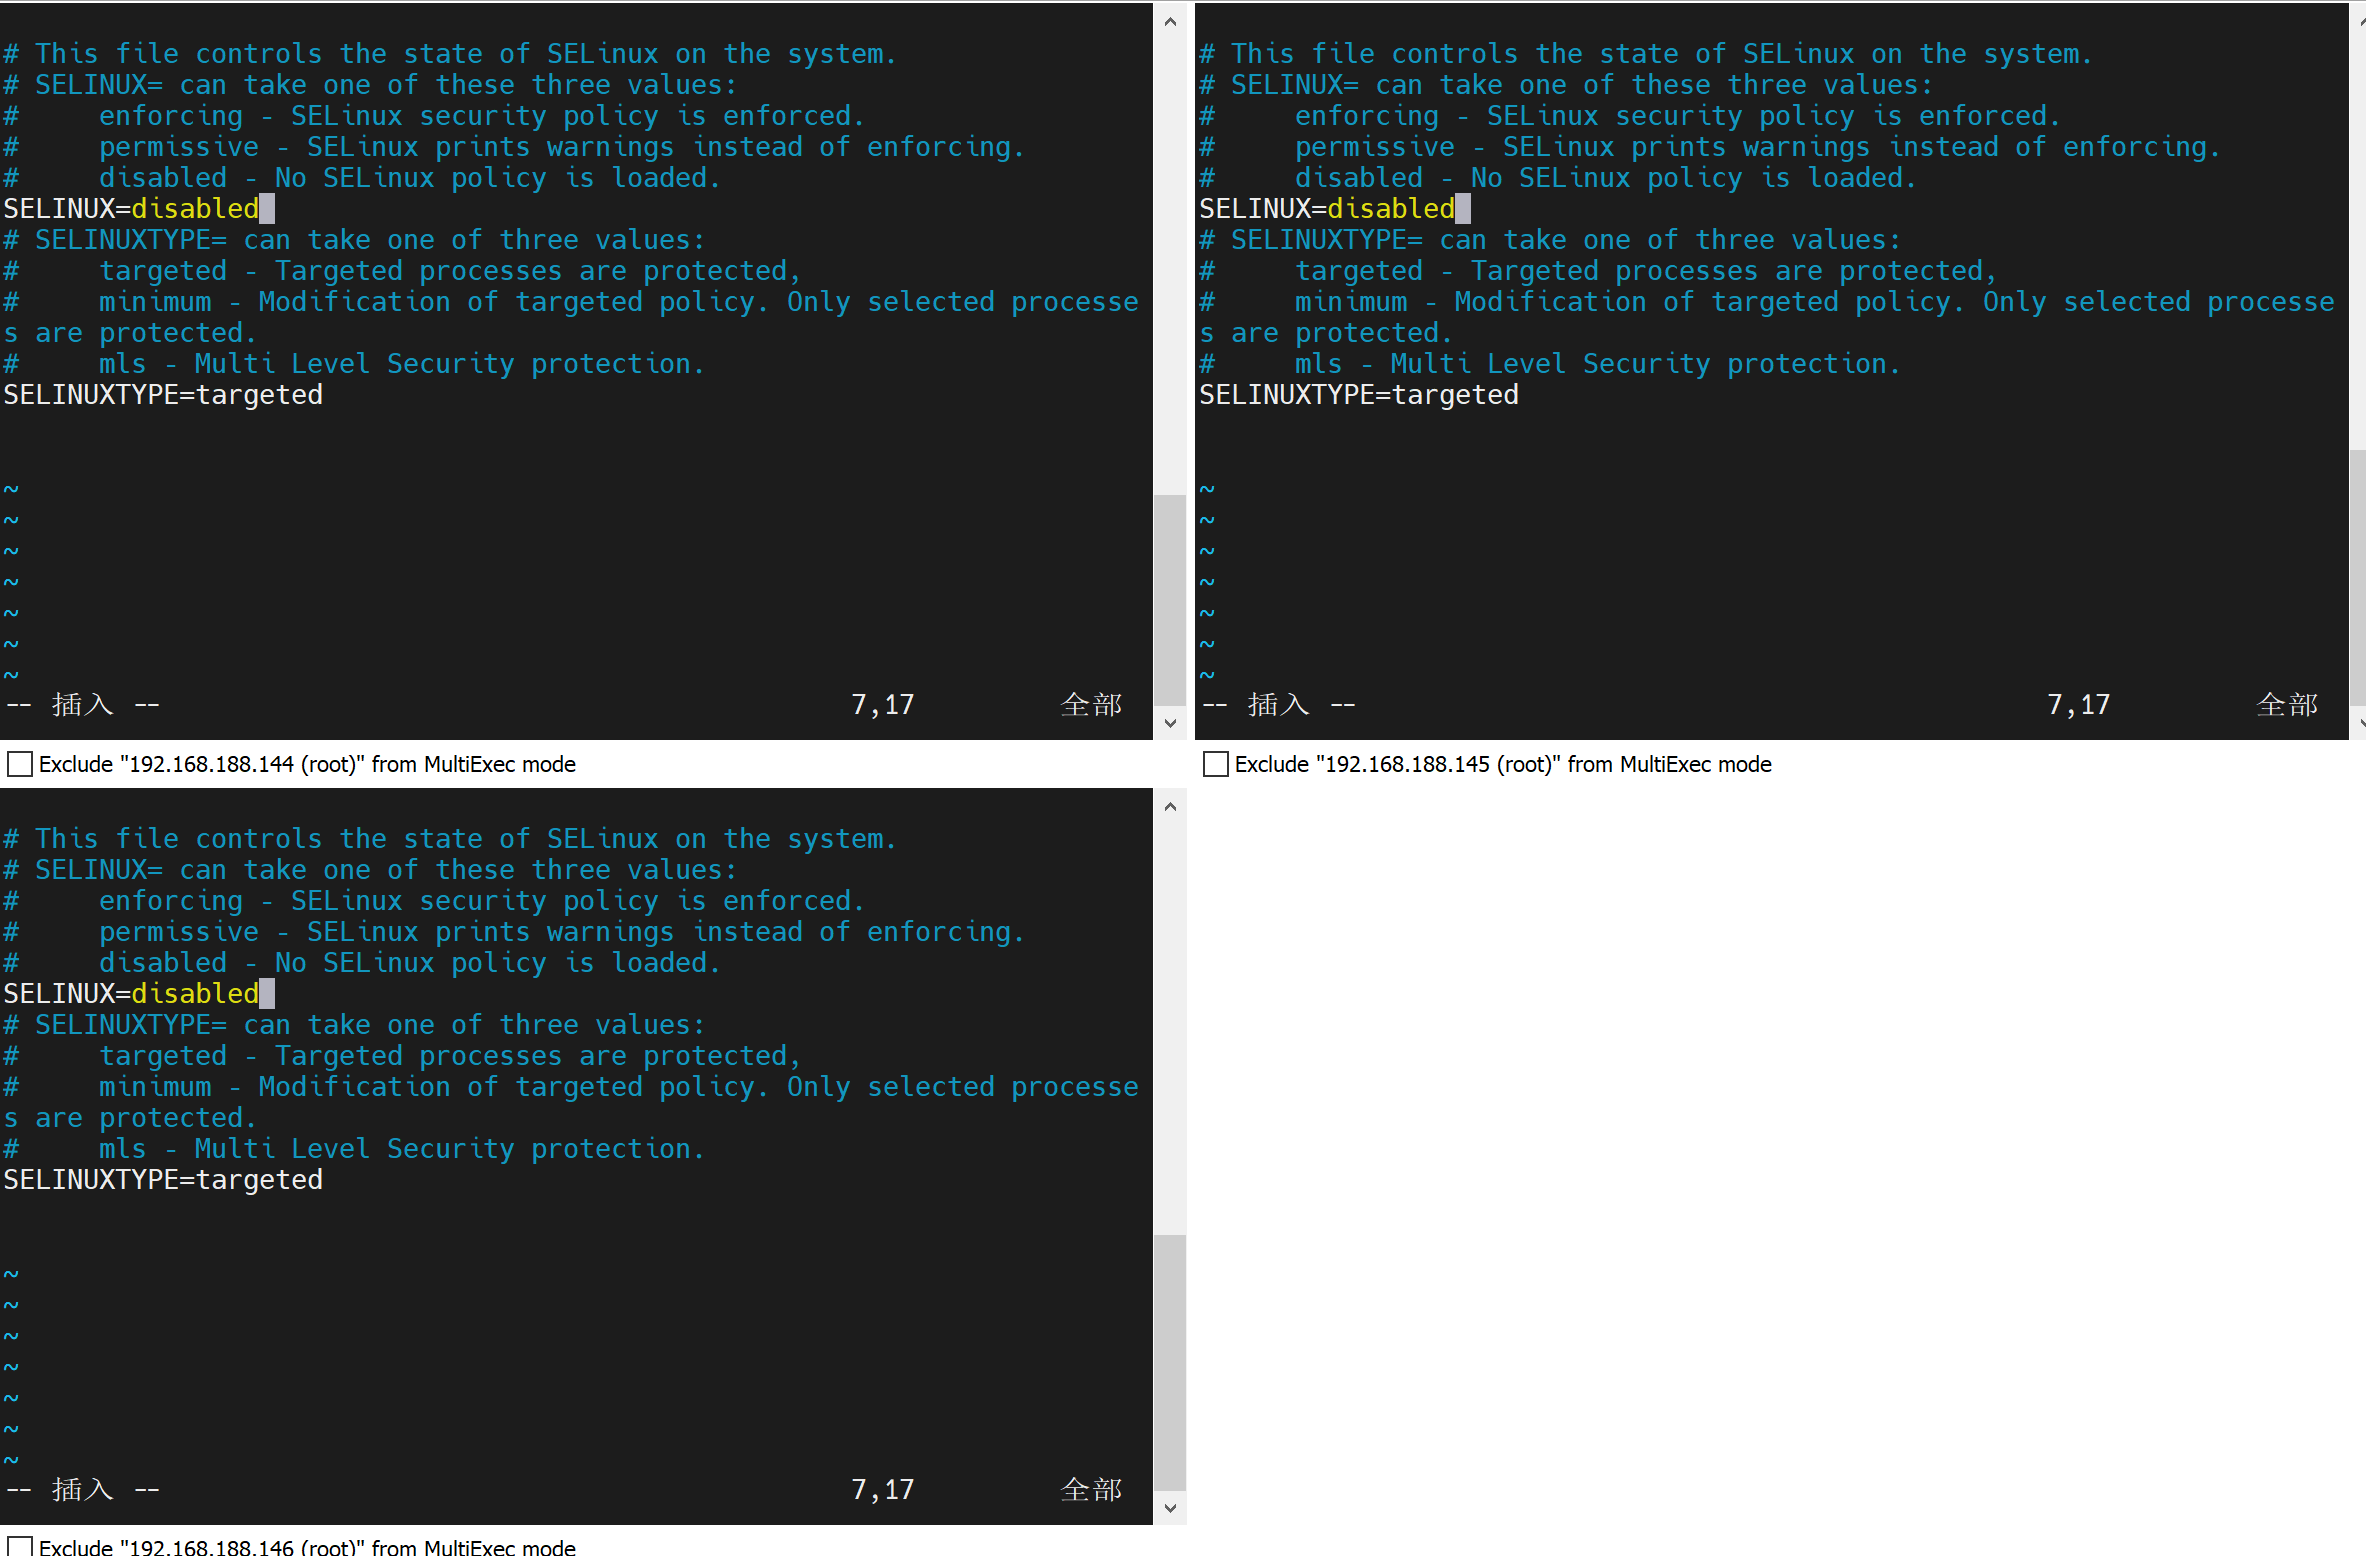 # This file controls the state of SELinux on the system.
# SELINUX= can take one of these three values:
#     enforcing - SELinux security policy is enforced.
#     permissive - SELinux prints warnings instead of enforcing.
#     disabled - No SELinux policy is loaded.
SELINUX=disabled
# SELINUXTYPE= can take one of three values:
#     targeted - Targeted processes are protected,
#     minimum - Modification of targeted policy. Only selected processe
s are protected.
#     mls - Multi Level Security protection.
SELINUXTYPE=targeted
~
~
~
~
~
~
~
-- 插入 --                                           7,17         全部
Exclude "192.168.188.144 (root)" from MultiExec mode
# This file controls the state of SELinux on the system.
# SELINUX= can take one of these three values:
#     enforcing - SELinux security policy is enforced.
#     permissive - SELinux prints warnings instead of enforcing.
#     disabled - No SELinux policy is loaded.
SELINUX=disabled
# SELINUXTYPE= can take one of three values:
#     targeted - Targeted processes are protected,
#     minimum - Modification of targeted policy. Only selected processe
s are protected.
#     mls - Multi Level Security protection.
SELINUXTYPE=targeted
~
~
~
~
~
~
~
-- 插入 --                                           7,17         全部
Exclude "192.168.188.145 (root)" from MultiExec mode
# This file controls the state of SELinux on the system.
# SELINUX= can take one of these three values:
#     enforcing - SELinux security policy is enforced.
#     permissive - SELinux prints warnings instead of enforcing.
#     disabled - No SELinux policy is loaded.
SELINUX=disabled
# SELINUXTYPE= can take one of three values:
#     targeted - Targeted processes are protected,
#     minimum - Modification of targeted policy. Only selected processe
s are protected.
#     mls - Multi Level Security protection.
SELINUXTYPE=targeted
~
~
~
~
~
~
~
-- 插入 --                                           7,17         全部
Exclude "192.168.188.146 (root)" from MultiExec mode